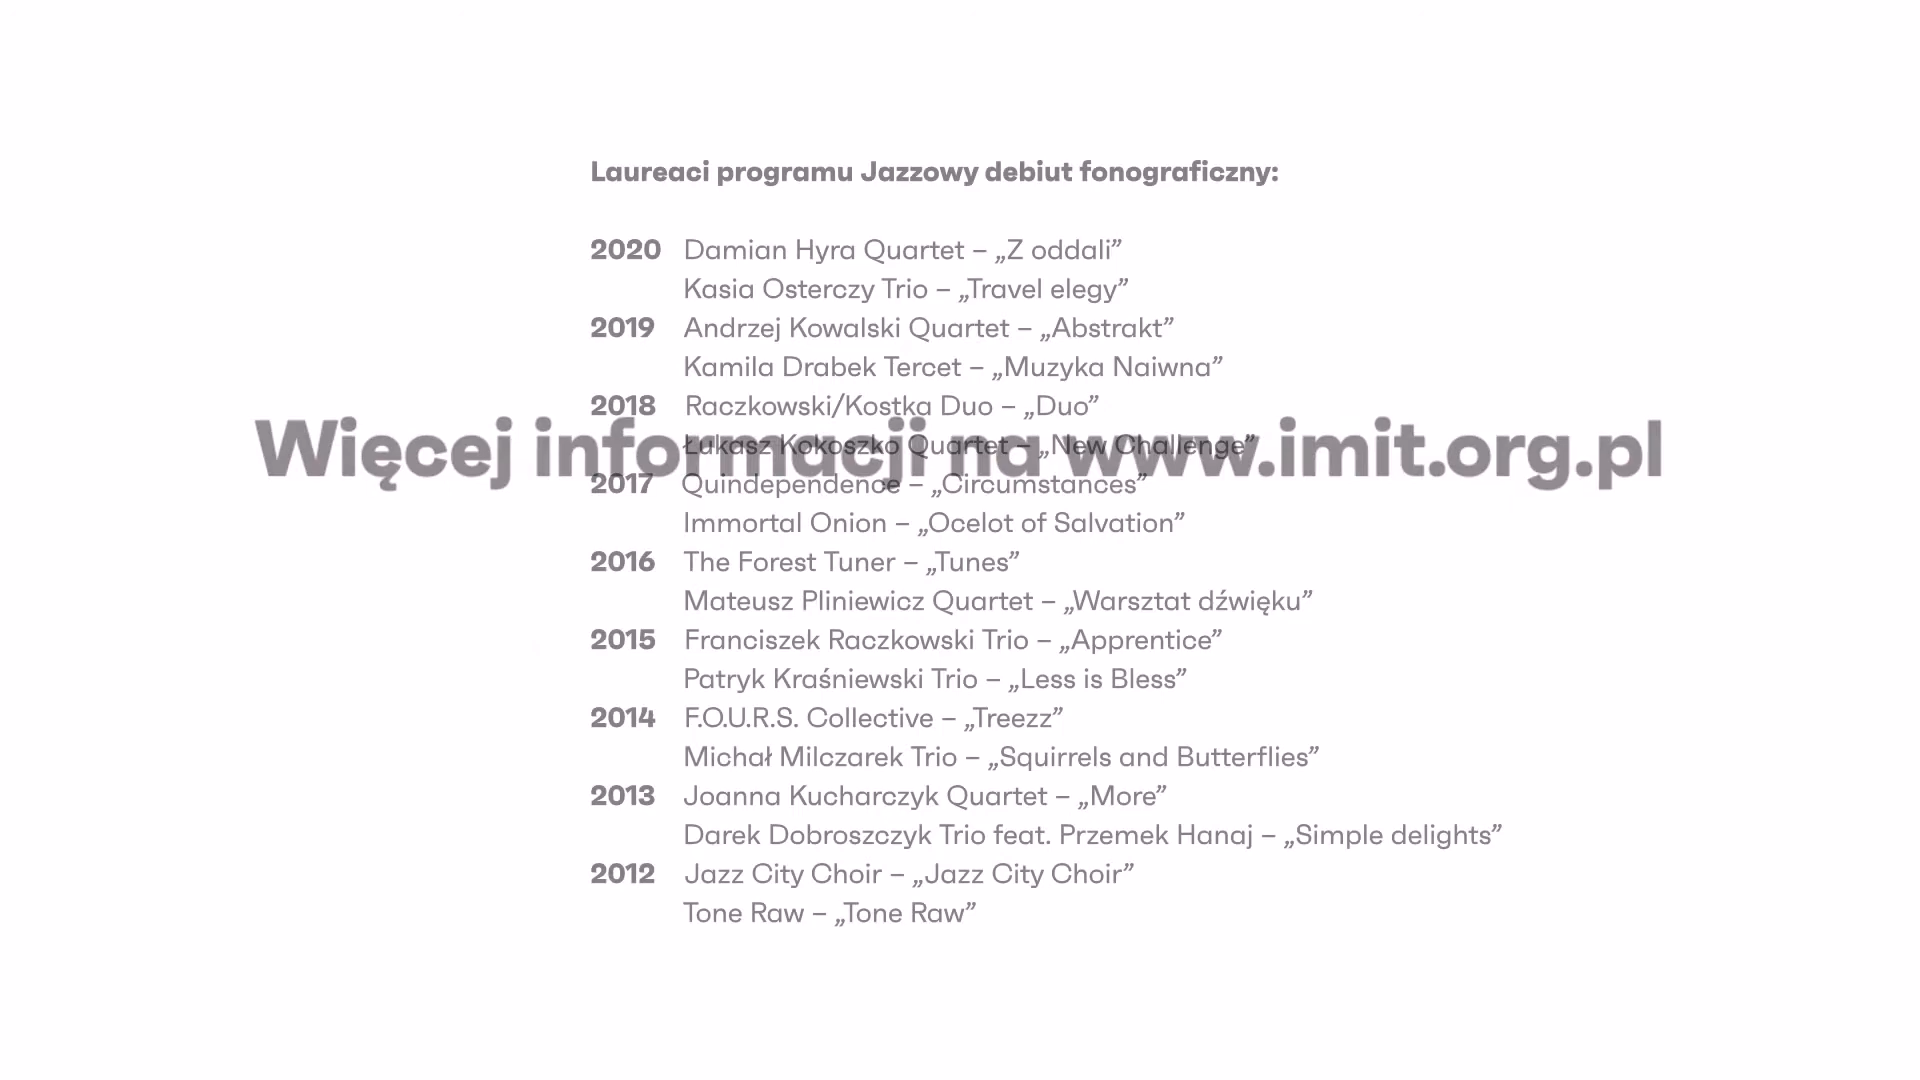 Laureaci programu Jazzowy debiut fonograficzny:
2020 Damian Hyra Quartet – „Z oddali”
Kasia Osterczy Trio – „Travel elegy”
2019 Andrzej Kowalski Quartet – „Abstrakt”
Kamila Drabek Tercet – „Muzyka Naiwna”
2018 Raczkowski/Kostka Duo – „Duo”
Łukasz Kokoszko Quartet – „New Challenge”
Więcej informacji na www.imit.org.pl
2017 Quindependence – „Circumstances”
Immortal Onion – „Ocelot of Salvation”
2016 The Forest Tuner – „Tunes”
Mateusz Pliniewicz Quartet – „Warsztat dźwięku”
2015 Franciszek Raczkowski Trio – „Apprentice”
Patryk Kraśniewski Trio – „Less is Bless”
2014 F.O.U.R.S. Collective – „Treezz”
Michał Milczarek Trio – „Squirrels and Butterflies”
2013 Joanna Kucharczyk Quartet – „More”
Darek Dobroszczyk Trio feat. Przemek Hanaj – „Simple delights”
2012 Jazz City Choir – „Jazz City Choir”
Tone Raw – „Tone Raw”